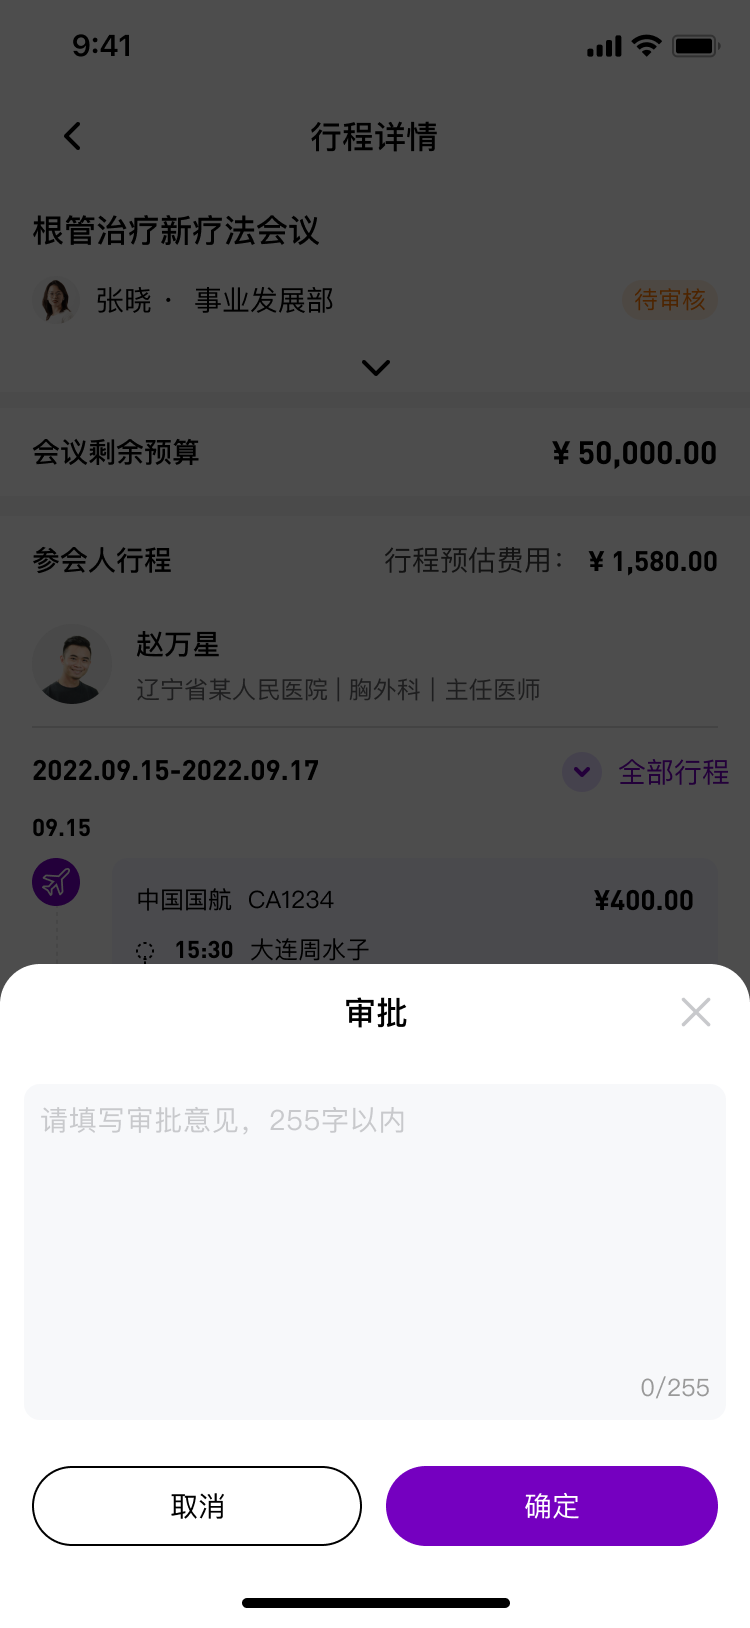 9:41
行程详情
根管治疗新疗法会议
张晓 · 事业发展部
待审核
会议剩余预算 ¥ 50,000.00
参会人行程 行程预估费用： ¥ 1,580.00
赵万星
辽宁省某人民医院 | 胸外科 | 主任医师
2022.09.15-2022.09.17 全部行程
09.15
中国国航 CA1234 ¥400.00
15:30 大连周水子
审批
请填写审批意见，255字以内
0/255
取消 确定